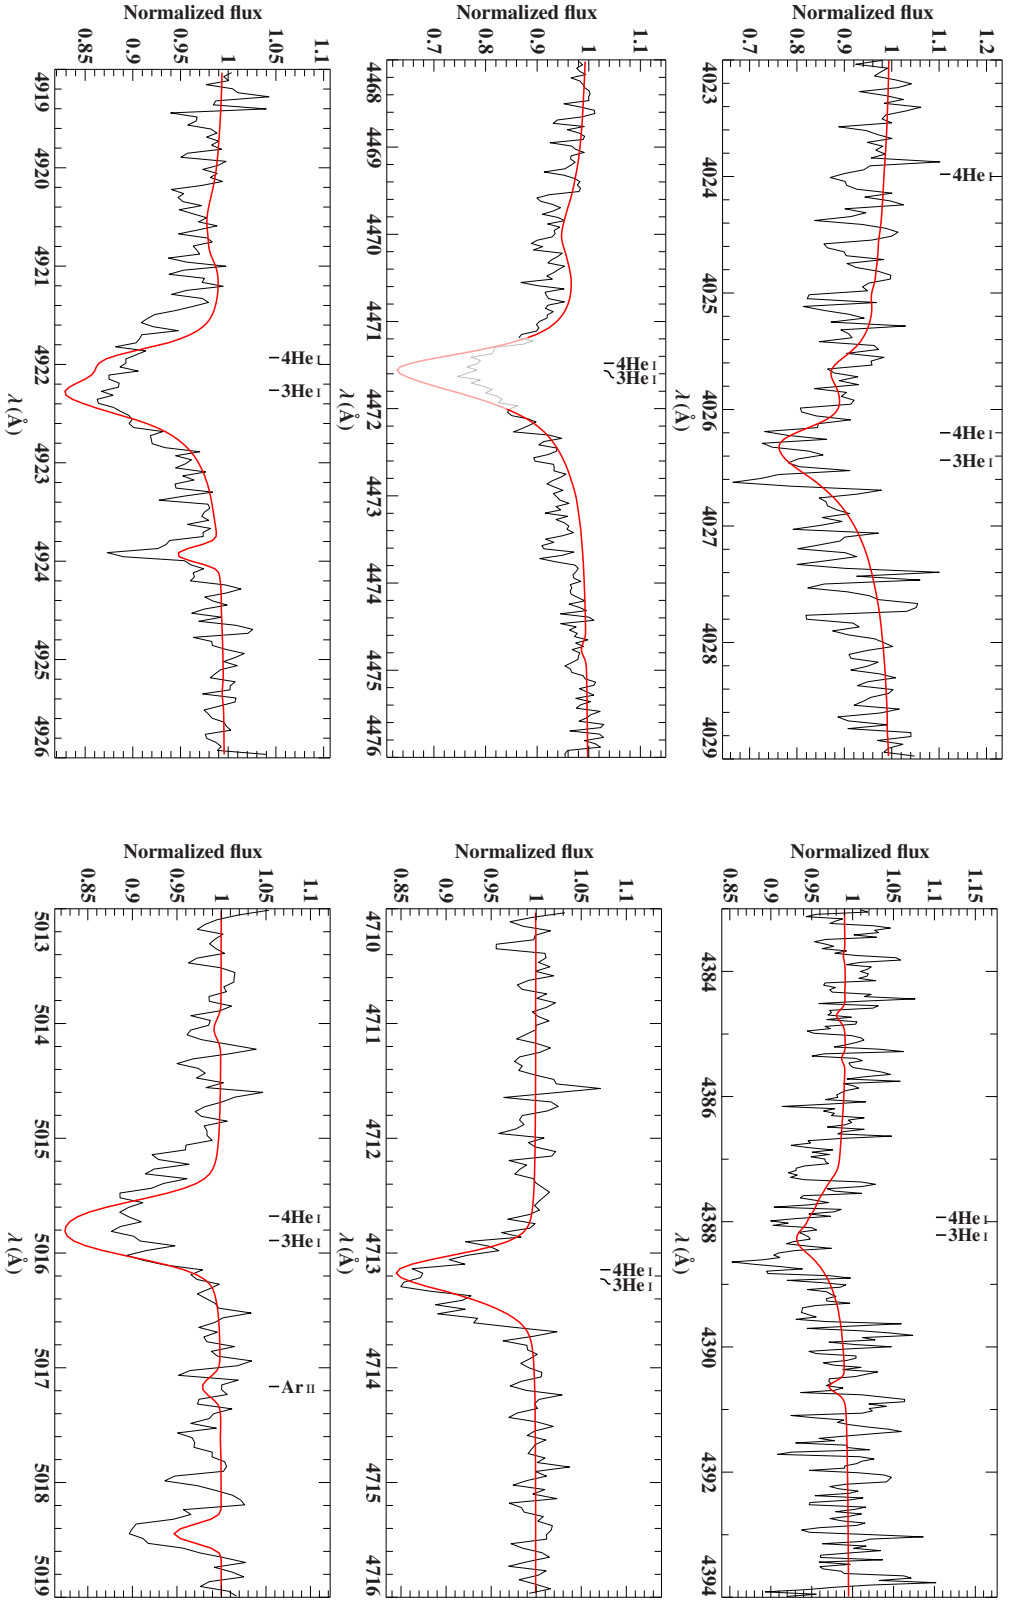 Normalized flux
0.7 0.8 0.9 1 1.1 1.2
4023 4024 4025 4026 4027 4028 4029
4He I
4He I
3He I
λ (Å)
Normalized flux
0.85 0.9 0.95 1 1.05 1.1 1.15
4384 4386 4388 4390 4392 4394
4He I
3He I
λ (Å)
Normalized flux
0.7 0.8 0.9 1 1.1
4468 4469 4470 4471 4472 4473 4474 4475 4476
4He I
3He I
λ (Å)
Normalized flux
0.85 0.9 0.95 1 1.05 1.1
4710 4711 4712 4713 4714 4715 4716
4He I
3He I
λ (Å)
Normalized flux
0.85 0.9 0.95 1 1.05 1.1
4919 4920 4921 4922 4923 4924 4925 4926
4He I
3He I
λ (Å)
Normalized flux
0.85 0.9 0.95 1 1.05 1.1
5013 5014 5015 5016 5017 5018 5019
4He I
3He I
Ar II
λ (Å)